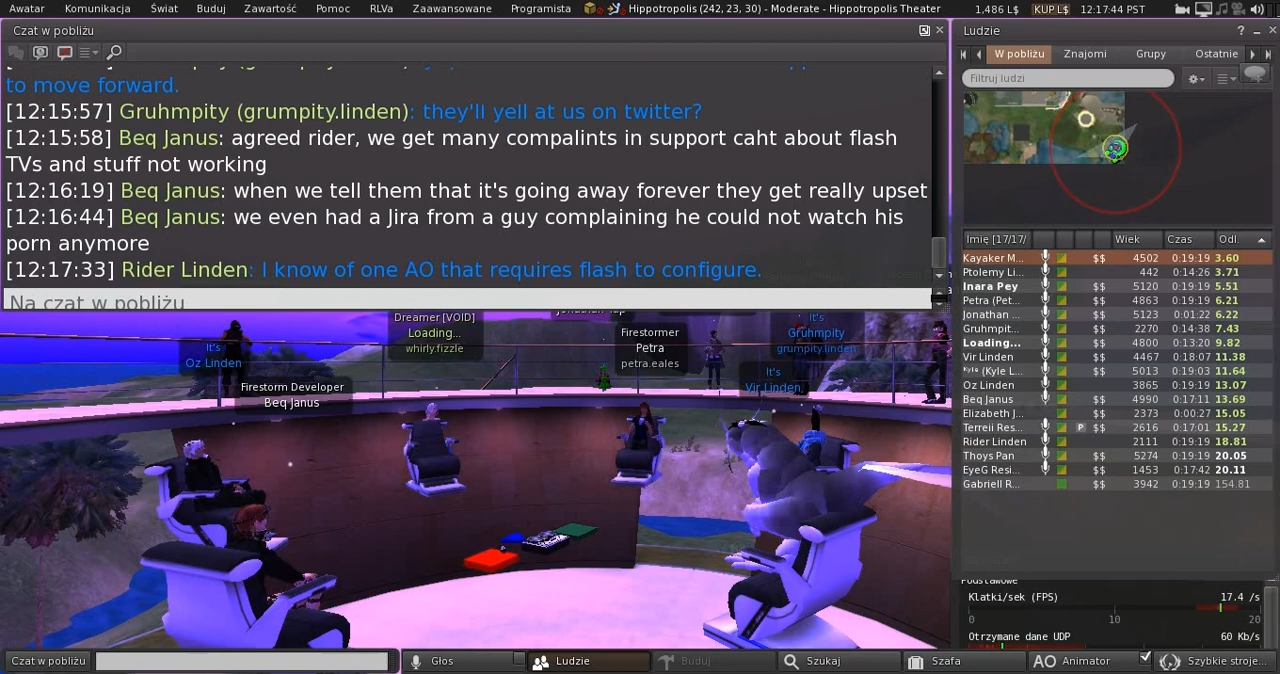 Awatar Komunikacja Świat Buduj Zawartość Pomoc RLVa Zaawansowane Programista Hippotropolis (242, 23, 30) - Moderate - Hippotropolis Theater 1,486 L$ KUP L$ 12:17:44 PST
Czat w pobliżu
to move forward.
[12:15:57] Gruhmpity (grumpity.linden): they'll yell at us on twitter?
[12:15:58] Beq Janus: agreed rider, we get many compalints in support caht about flash
TVs and stuff not working
[12:16:19] Beq Janus: when we tell them that it's going away forever they get really upset
[12:16:44] Beq Janus: we even had a Jira from a guy complaining he could not watch his
porn anymore
[12:17:33] Rider Linden: I know of one AO that requires flash to configure.
Na czat w pobliżu
Dreamer [VOID]
Loading...
whirly.fizzle
Firestormer
Petra
petra.eales
It's
Gruhmpity
grumpity.linden
It's
Oz Linden
It's
Vir Linden
Firestorm Developer
Beq Janus
Ludzie
W pobliżu Znajomi Grupy Ostatnie
Filtruj ludzi
Imię [17/17/ Wiek Czas Odl.
Kayaker M... $$ 4502 0:19:19 3.60
Ptolemy Li... 442 0:14:26 3.71
Inara Pey $$ 5120 0:19:19 5.51
Petra (Pet... $$ 4863 0:19:19 6.21
Jonathan ... $$ 5123 0:01:22 6.22
Gruhmpit... $$ 2270 0:14:38 7.43
Loading... $$ 4800 0:13:20 9.82
Vir Linden $$ 4467 0:18:07 11.38
ᴷʸˡᵉ (Kyle L... $$ 5013 0:19:03 11.64
Oz Linden 3865 0:19:19 13.07
Beq Janus $$ 4990 0:17:11 13.69
Elizabeth J... $$ 2373 0:00:27 15.05
Terreii Res... P $$ 2616 0:17:01 15.27
Rider Linden 2111 0:19:19 18.81
Thoys Pan $$ 5274 0:19:19 20.05
EyeG Resi... $$ 1453 0:17:42 20.11
Gabriell R... $$ 3942 0:19:19 154.81
Podstawowe
Klatki/sek (FPS) 17.4 /s
0 10 20
Otrzymane dane UDP 60 Kb/s
Czat w pobliżu Głos Ludzie Buduj Szukaj Szafa AO Animator Szybkie stroje...